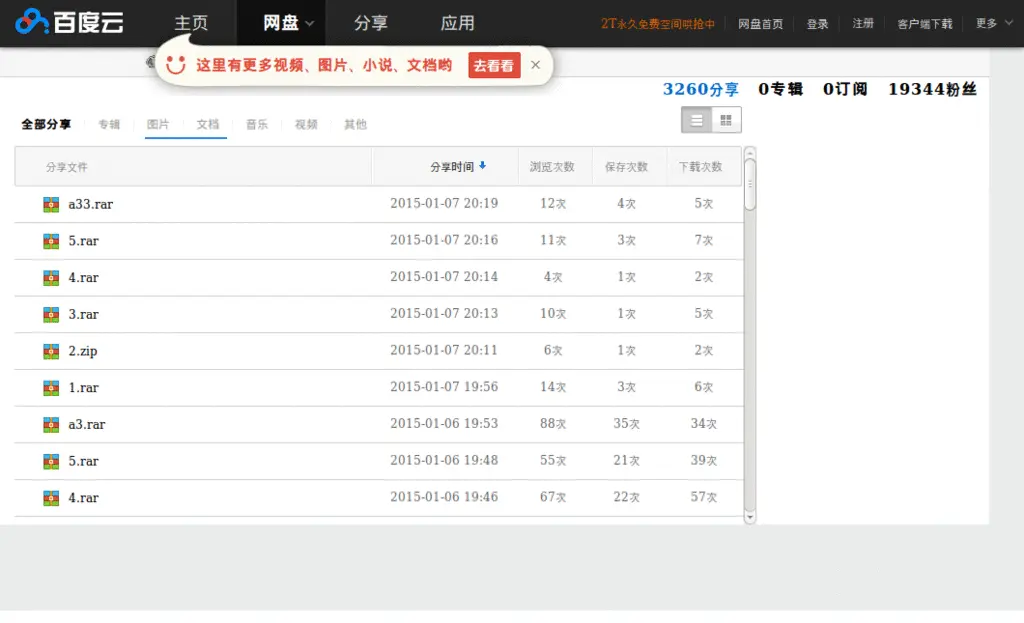 百度云 主页 网盘 分享 应用 2T永久免费空间哄抢中 网盘首页 登录 注册 客户端下载 更多
这里有更多视频、图片、小说、文档哟 去看看
3260分享 0专辑 0订阅 19344粉丝
全部分享 专辑 图片 文档 音乐 视频 其他
分享文件 分享时间 浏览次数 保存次数 下载次数
a33.rar 2015-01-07 20:19 12次 4次 5次
5.rar 2015-01-07 20:16 11次 3次 7次
4.rar 2015-01-07 20:14 4次 1次 2次
3.rar 2015-01-07 20:13 10次 1次 5次
2.zip 2015-01-07 20:11 6次 1次 2次
1.rar 2015-01-07 19:56 14次 3次 6次
a3.rar 2015-01-06 19:53 88次 35次 34次
5.rar 2015-01-06 19:48 55次 21次 39次
4.rar 2015-01-06 19:46 67次 22次 57次